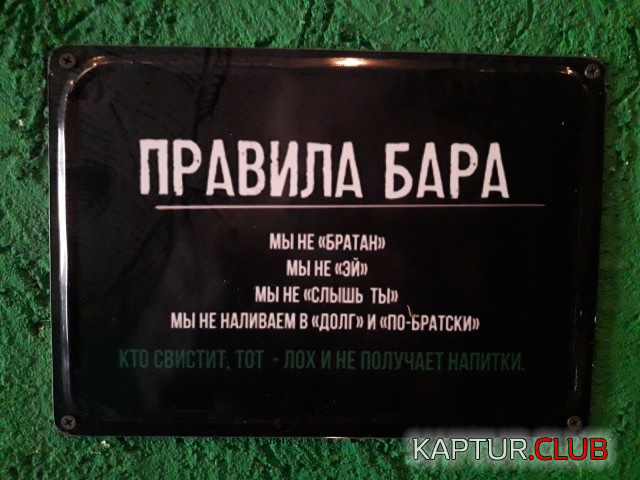 ПРАВИЛА БАРА
МЫ НЕ «БРАТАН»
МЫ НЕ «ЭЙ»
МЫ НЕ «СЛЫШЬ ТЫ»
МЫ НЕ НАЛИВАЕМ В «ДОЛГ» И «ПО-БРАТСКИ»
КТО СВИСТИТ, ТОТ - ЛОХ И НЕ ПОЛУЧАЕТ НАПИТКИ.
KAPTUR.CLUB